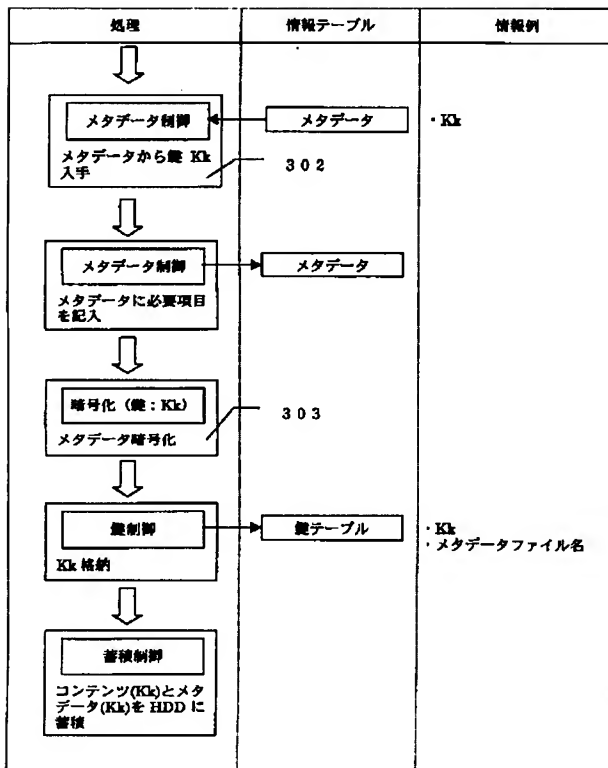 処理
情報テーブル
情報例
メタデータ制御
メタデータ
・Kk
メタデータから鍵 Kk
入手
302
メタデータ制御
メタデータ
メタデータに必要項目
を記入
暗号化（鍵：Kk）
メタデータ暗号化
303
鍵制御
鍵テーブル
・Kk
・メタデータファイル名
Kk 格納
蓄積制御
コンテンツ(Kk)とメタ
データ(Kk)を HDD に
蓄積